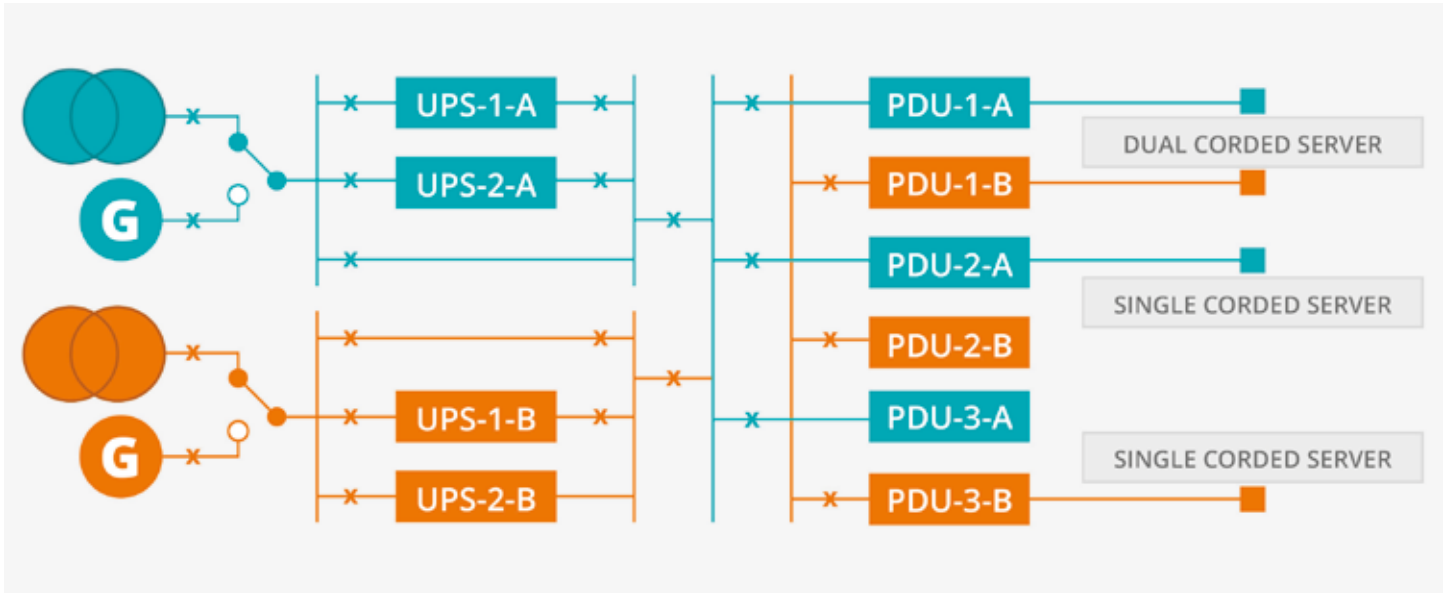 UPS-1-A
PDU-1-A
DUAL CORDED SERVER
UPS-2-A
PDU-1-B
G
PDU-2-A
SINGLE CORDED SERVER
PDU-2-B
UPS-1-B
PDU-3-A
G
SINGLE CORDED SERVER
UPS-2-B
PDU-3-B